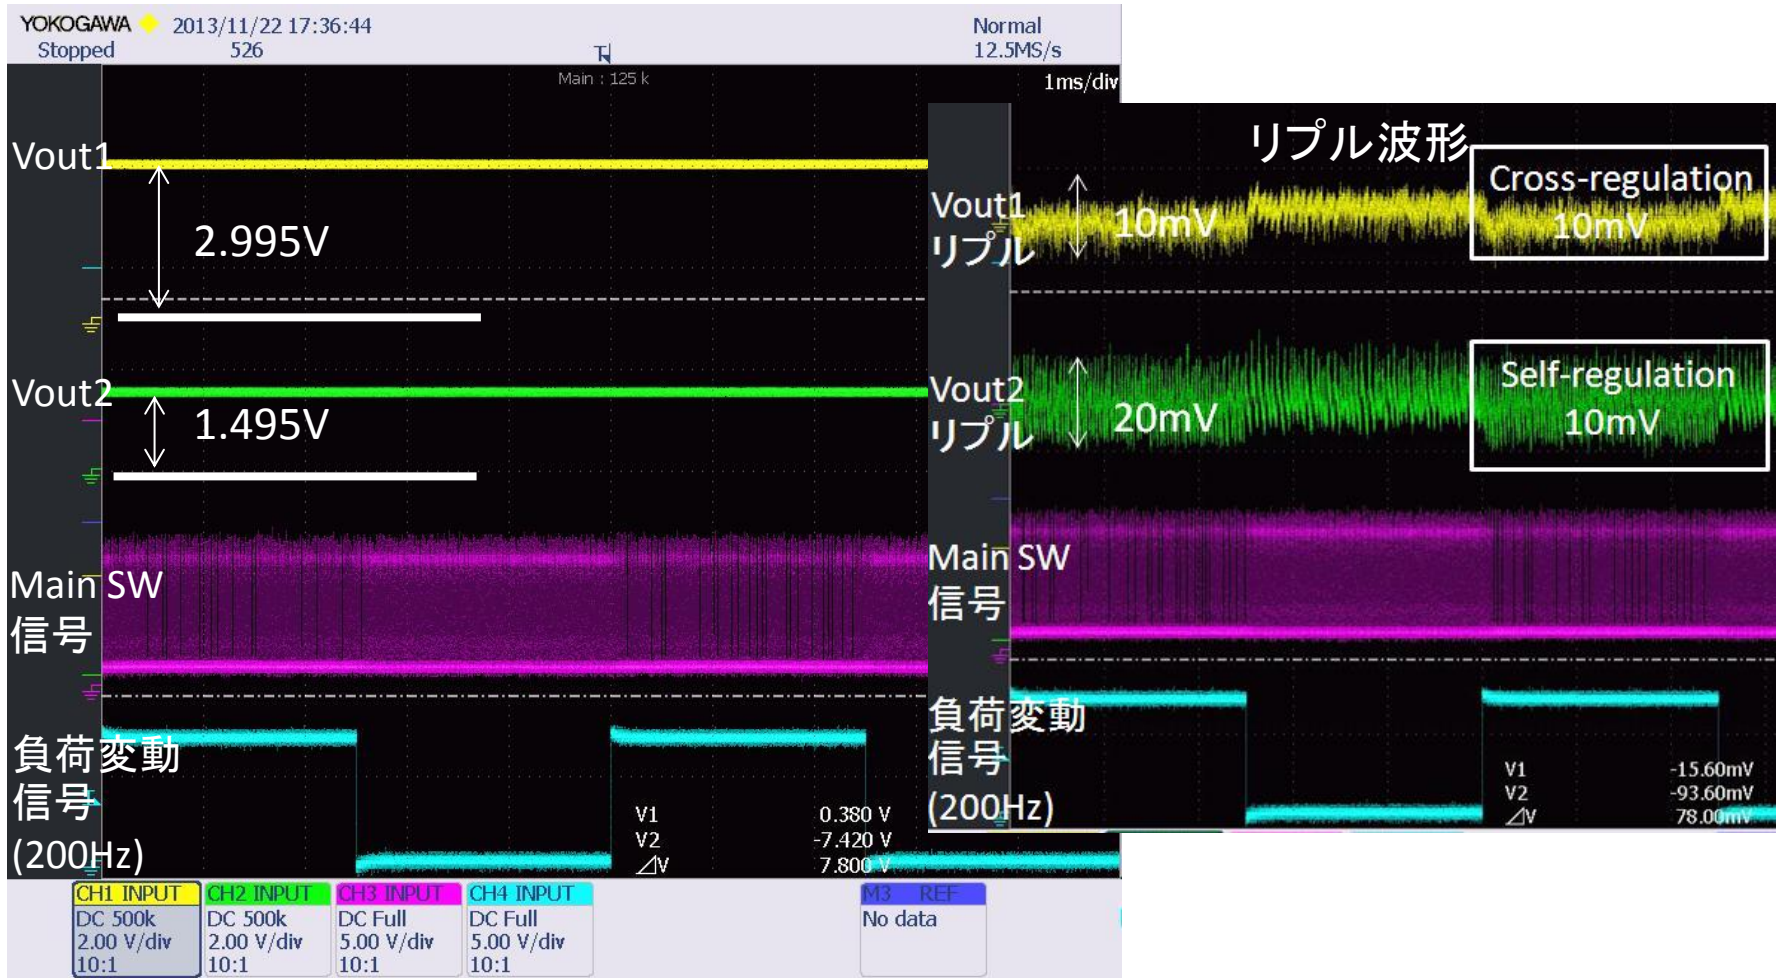 YOKOGAWA 2013/11/22 17:36:44 Normal
Stopped 526 12.5MS/s
Main : 125 k 1ms/div
Vout1
2.995V
Vout2
1.495V
Main SW
信号
負荷変動
信号
(200Hz)
V1 0.380 V
V2 -7.420 V
⊿V 7.800 V
リプル波形
Vout1
リプル
10mV
Cross-regulation
10mV
Vout2
リプル
20mV
Self-regulation
10mV
Main SW
信号
負荷変動
信号
(200Hz)
V1 -15.60mV
V2 -93.60mV
⊿V 78.00mV
CH1 INPUT
DC 500k
2.00 V/div
10:1
CH2 INPUT
DC 500k
2.00 V/div
10:1
CH3 INPUT
DC Full
5.00 V/div
10:1
CH4 INPUT
DC Full
5.00 V/div
10:1
M3 REF
No data